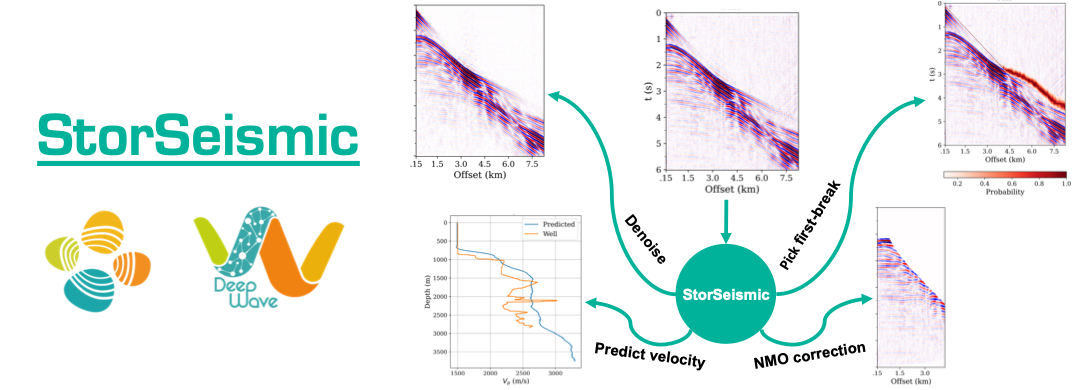 StorSeismic
Deep
Wave
.15 1.5 3.0 4.5 6.0 7.5
Offset (km)
0
1
2
3
4
5
6
t (s)
.15 1.5 3.0 4.5 6.0 7.5
Offset (km)
0
1
2
3
4
5
6
t (s)
.15 1.5 3.0 4.5 6.0 7.5
Offset (km)
0.2 0.4 0.6 0.8 1.0
Probability
Denoise
Pick first-break
StorSeismic
Predict velocity
NMO correction
Predicted
Well
0
500
1000
1500
2000
2500
3000
3500
Depth (m)
1500 2000 2500 3000
Vp (m/s)
.15 1.5 3.0
Offset (km)